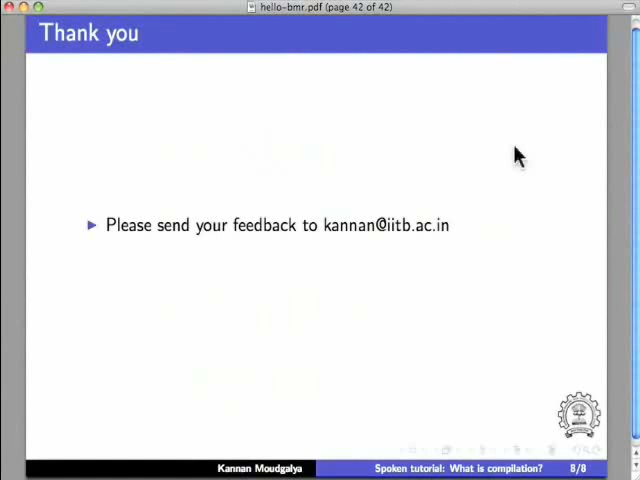 hello-bmr.pdf (page 42 of 42)
Thank you
Please send your feedback to kannan@iitb.ac.in
Kannan Moudgalya
Spoken tutorial: What is compilation?
8/8